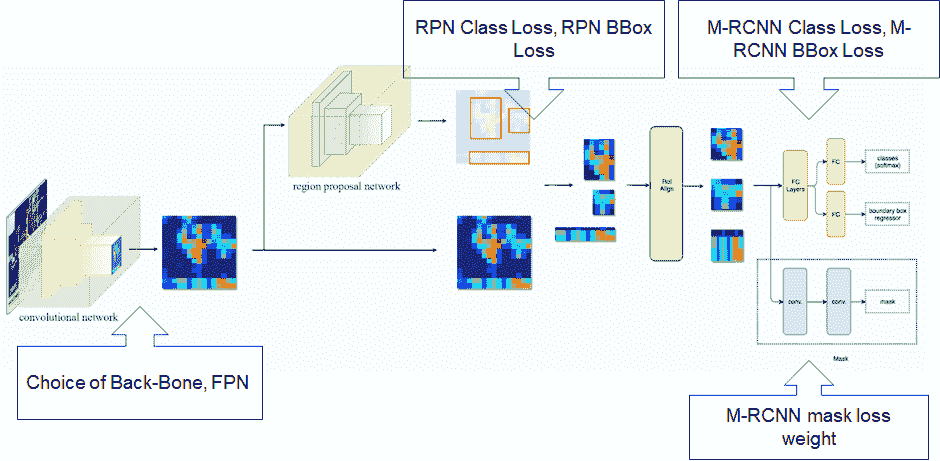 RPN Class Loss, RPN BBox
Loss
M-RCNN Class Loss, M-
RCNN BBox Loss
region proposal network
RoI
Align
FC
Layers
FC
classes
(softmax)
FC
boundary box
regressor
convolutional network
conv.
conv.
mask
Mask
Choice of Back-Bone, FPN
M-RCNN mask loss
weight